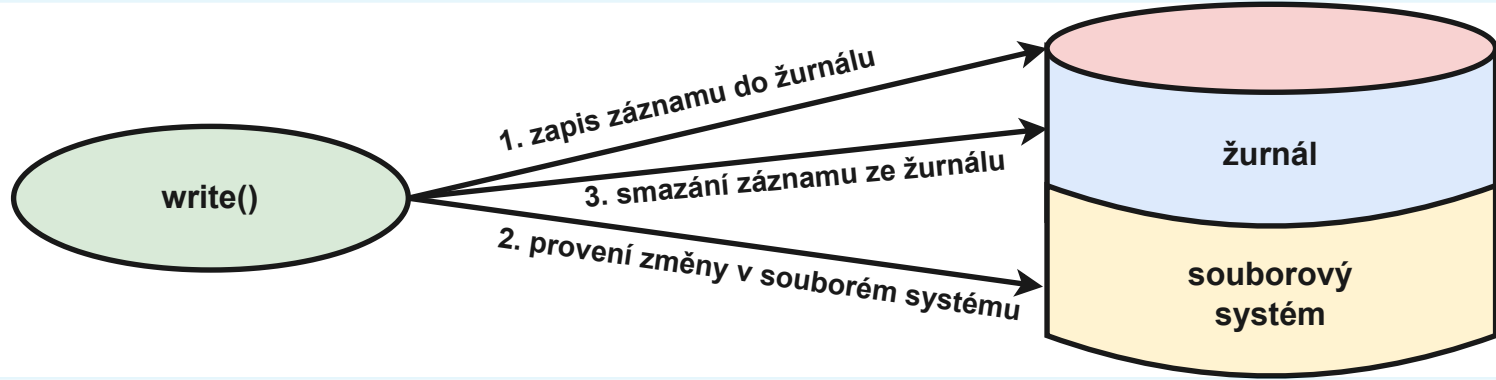 write()
1. zapis záznamu do žurnálu
3. smazání záznamu ze žurnálu
2. provení změny v souborém systému
žurnál
souborový
systém